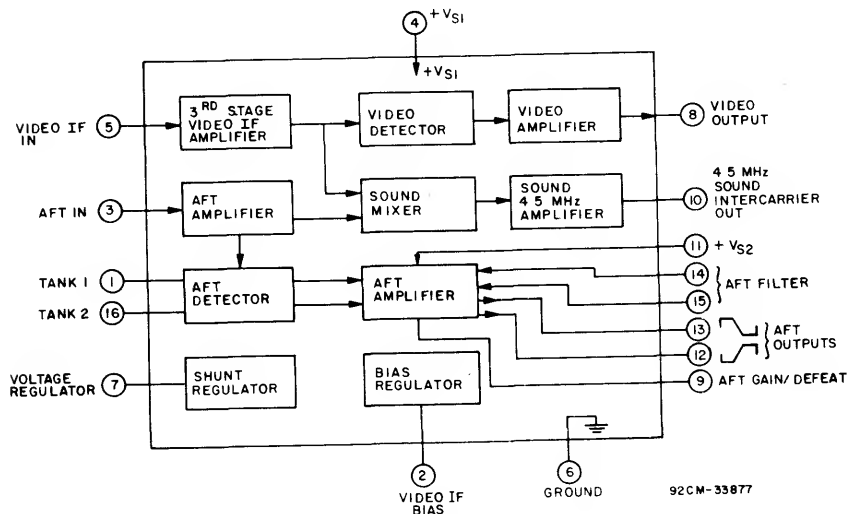 4 +VS1
+VS1
VIDEO IF
IN
5
3RD STAGE
VIDEO IF
AMPLIFIER
VIDEO
DETECTOR
VIDEO
AMPLIFIER
8
VIDEO
OUTPUT
AFT IN
3
AFT
AMPLIFIER
SOUND
MIXER
SOUND
4 5 MHz
AMPLIFIER
10
4 5 MHz
SOUND
INTERCARRIER
OUT
11 + VS2
TANK 1
1
TANK 2
16
AFT
DETECTOR
AFT
AMPLIFIER
14
15
AFT FILTER
13
12
AFT
OUTPUTS
9 AFT GAIN/DEFEAT
VOLTAGE
REGULATOR
7
SHUNT
REGULATOR
BIAS
REGULATOR
2
VIDEO IF
BIAS
6
GROUND
92CM-33877